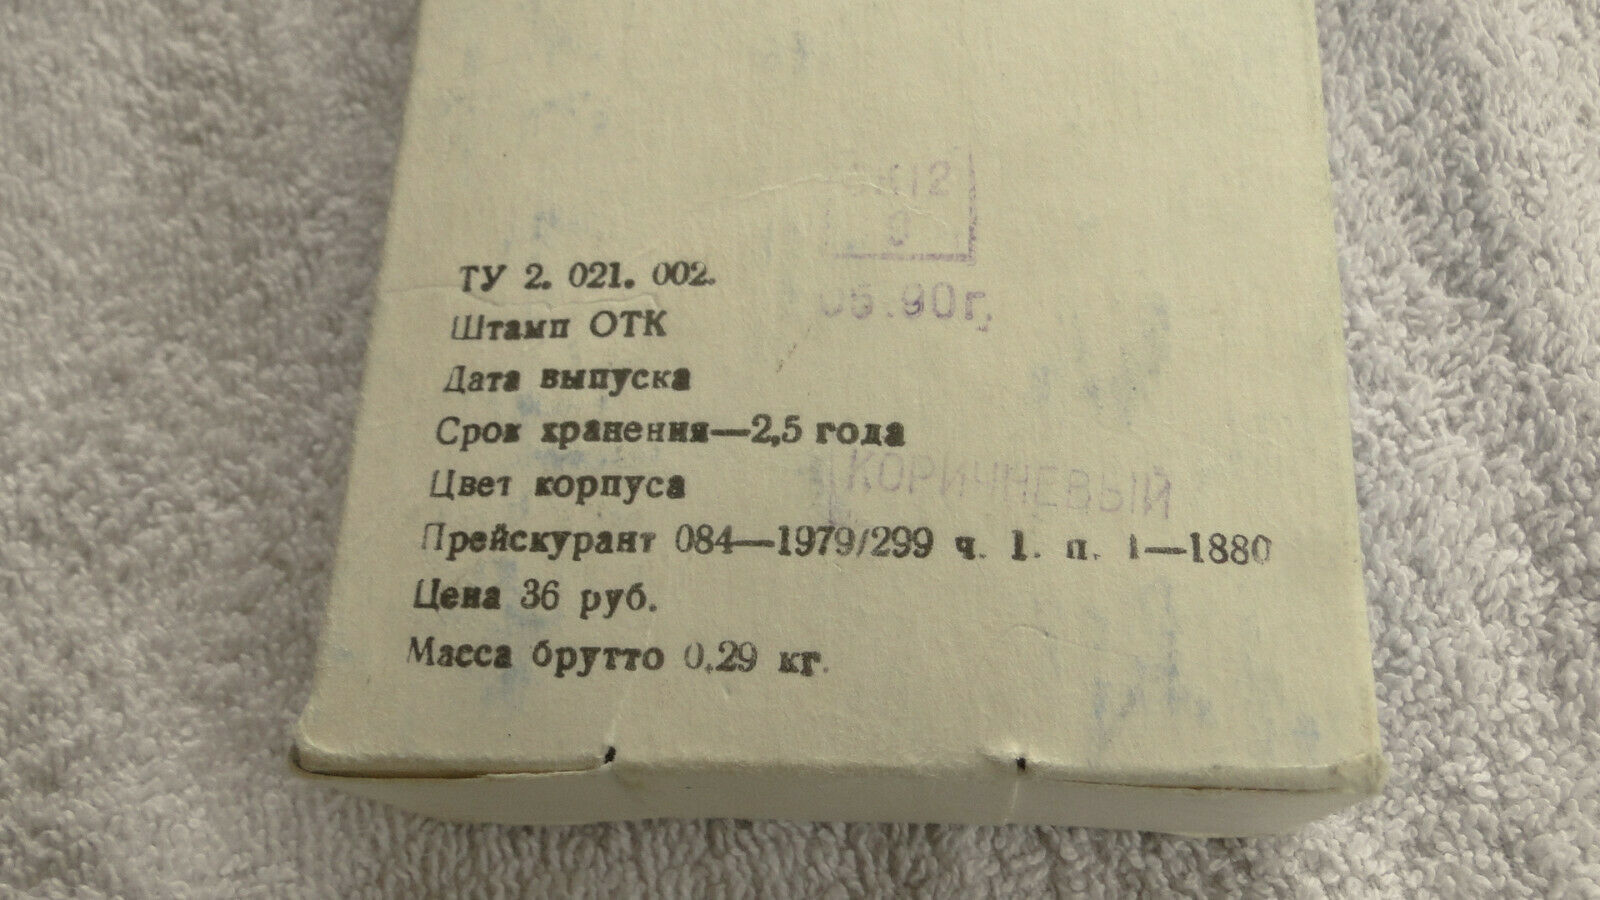 ТУ 2. 021. 002.
Штамп ОТК
05.90г.
Дата выпуска
Срок хранения—2,5 года
Цвет корпуса КОРИЧНЕВЫЙ
Прейскурант 084—1979/299 ч. 1. п. 1—1880
Цена 36 руб.
Масса брутто 0,29 кг.